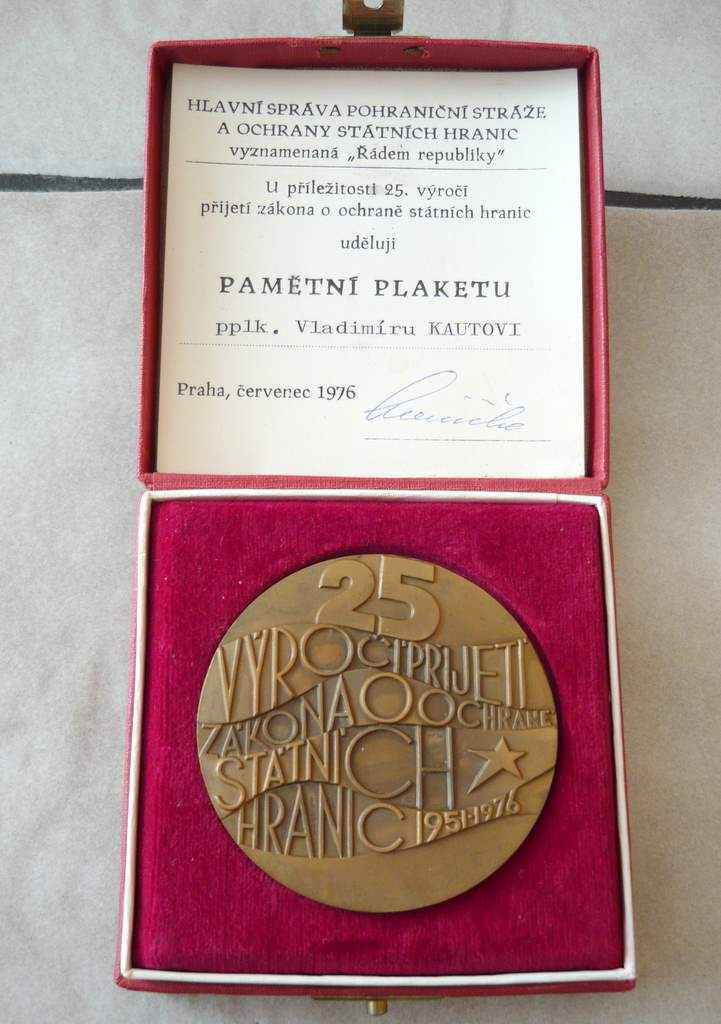 HLAVNÍ SPRÁVA POHRANIČNÍ STRÁŽE
A OCHRANY STÁTNÍCH HRANIC
vyznamenaná „Řádem republiky"
U příležitosti 25. výročí
přijetí zákona o ochraně státních hranic
uděluji
PAMĚTNÍ PLAKETU
pplk. Vladimíru KAUTOVI
Praha, červenec 1976
25
VÝROČÍ PŘIJETÍ
ZÁKONA O OCHRANĚ
STÁTNÍCH
HRANIC 1951-1976